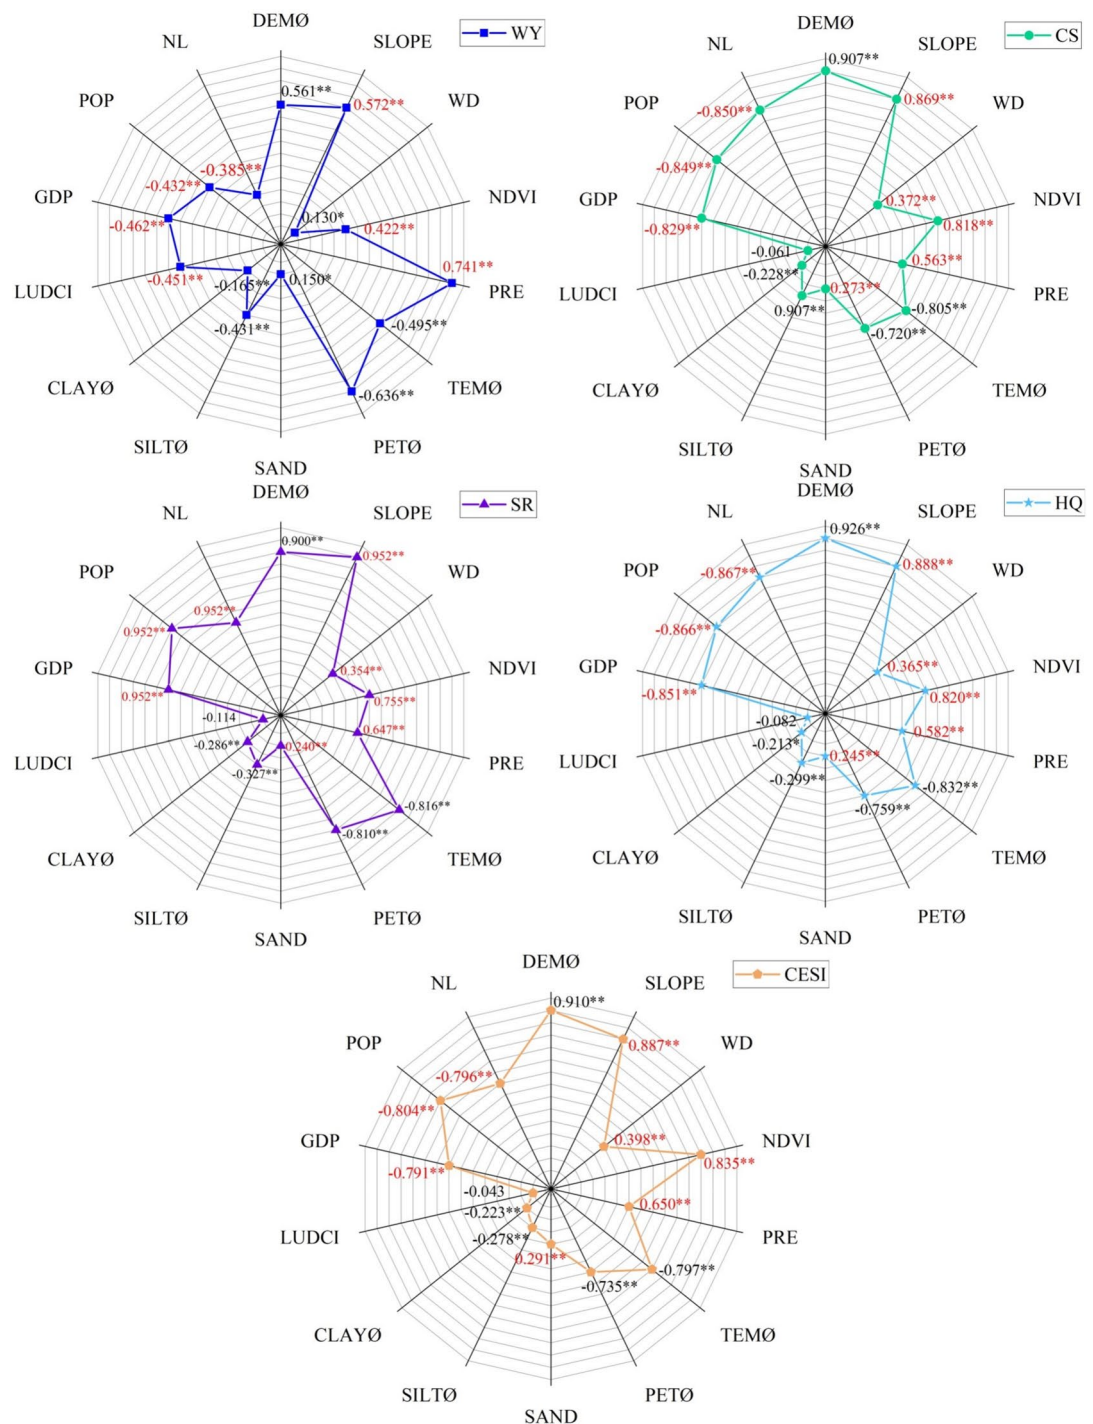 DEMØ
SLOPE
WY
NL
0.561**
0.572**
POP
WD
-0.385**
-0.432**
GDP
0.130*
NDVI
-0.462**
0.422**
0.741**
-0.451**
0.150*
LUDCI
-0.165**
PRE
-0.431**
-0.495**
CLAYØ
TEMØ
-0.636**
SILTØ
PETØ
SAND
DEMØ
SLOPE
CS
NL
0.907**
0.869**
POP
WD
-0.850**
-0.849**
GDP
0.372**
NDVI
-0.829**
0.818**
-0.061
0.563**
LUDCI
-0.228**
0.273**
PRE
0.907**
-0.805**
-0.720**
CLAYØ
TEMØ
SILTØ
PETØ
SAND
DEMØ
SLOPE
SR
NL
0.900**
0.952**
POP
WD
0.952**
0.952**
GDP
0.354**
NDVI
0.952**
0.755**
-0.114
0.647**
LUDCI
-0.286**
0.240**
PRE
-0.327**
-0.816**
-0.810**
CLAYØ
TEMØ
SILTØ
PETØ
SAND
DEMØ
SLOPE
HQ
NL
0.926**
0.888**
POP
WD
-0.867**
-0.866**
GDP
0.365**
NDVI
-0.851**
0.820**
-0.082
0.582**
LUDCI
-0.213*
0.245**
PRE
-0.299**
-0.832**
-0.759**
CLAYØ
TEMØ
SILTØ
PETØ
SAND
DEMØ
SLOPE
CESI
NL
0.910**
0.887**
POP
WD
-0.796**
-0.804**
GDP
0.398**
NDVI
-0.791**
0.835**
-0.043
0.650**
LUDCI
-0.223**
PRE
-0.278**
0.291**
-0.797**
-0.735**
CLAYØ
TEMØ
SILTØ
PETØ
SAND